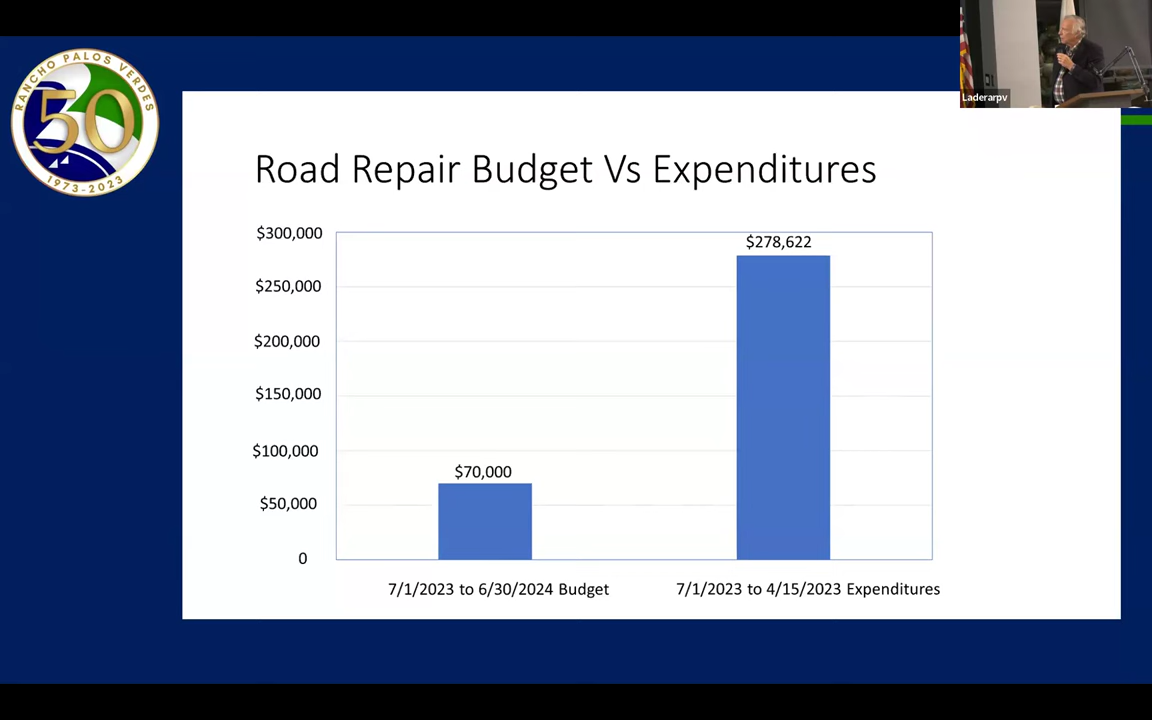 RANCHO PALOS VERDES
50
1973-2023
Laderarpv
Road Repair Budget Vs Expenditures
$300,000
$250,000
$200,000
$150,000
$100,000
$50,000
0
$70,000
$278,622
7/1/2023 to 6/30/2024 Budget
7/1/2023 to 4/15/2023 Expenditures